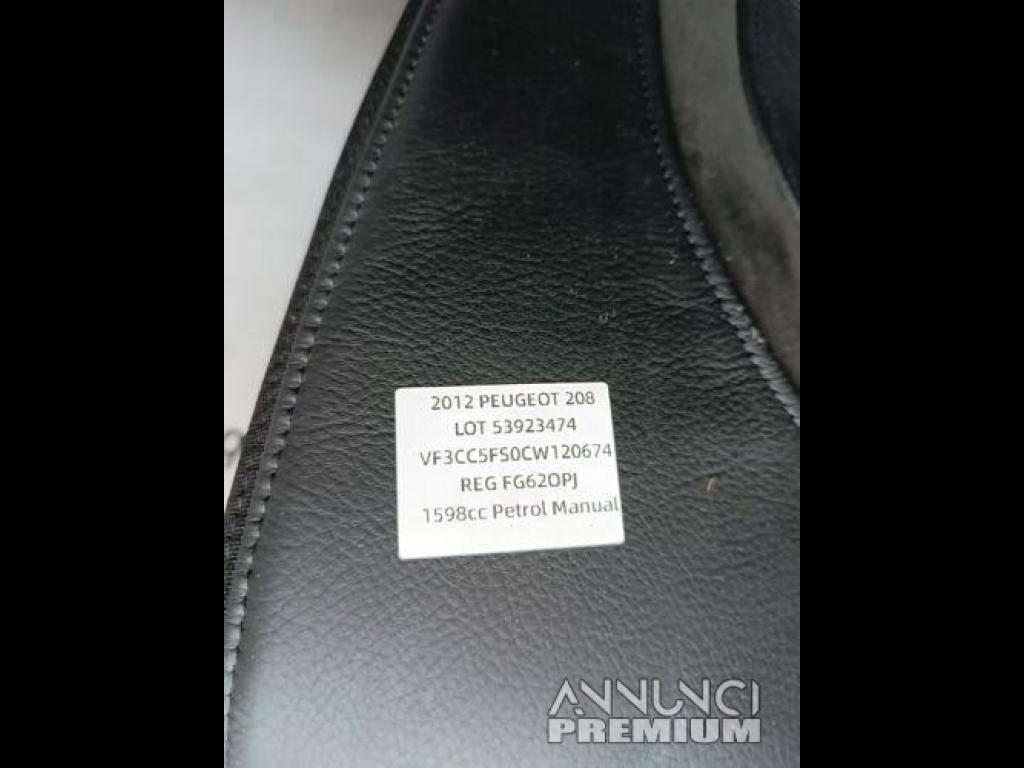 2012 PEUGEOT 208
LOT 53923474
VF3CC5FS0CW120674
REG FG62OPJ
1598cc Petrol Manual
ANNUNCI
PREMIUM